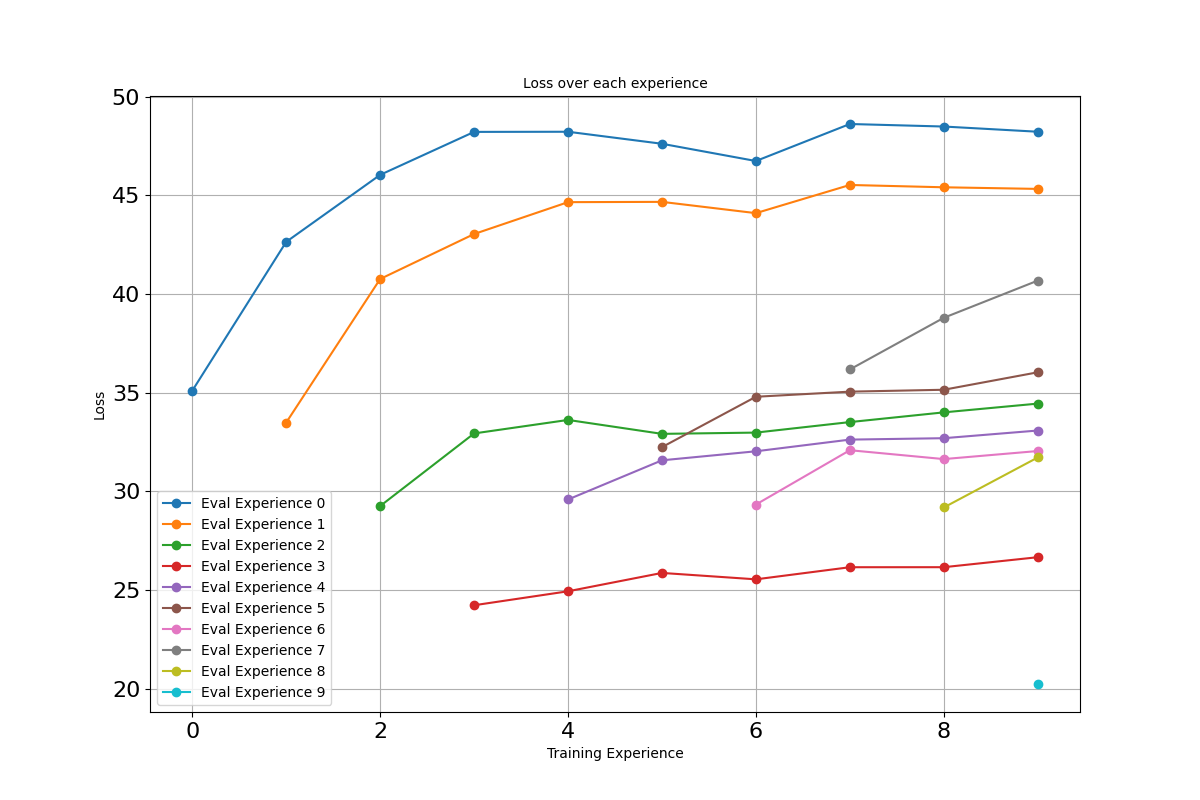 Loss over each experience
50
45
40
35
30
25
20
Loss
Eval Experience 0
Eval Experience 1
Eval Experience 2
Eval Experience 3
Eval Experience 4
Eval Experience 5
Eval Experience 6
Eval Experience 7
Eval Experience 8
Eval Experience 9
0 2 4 6 8
Training Experience